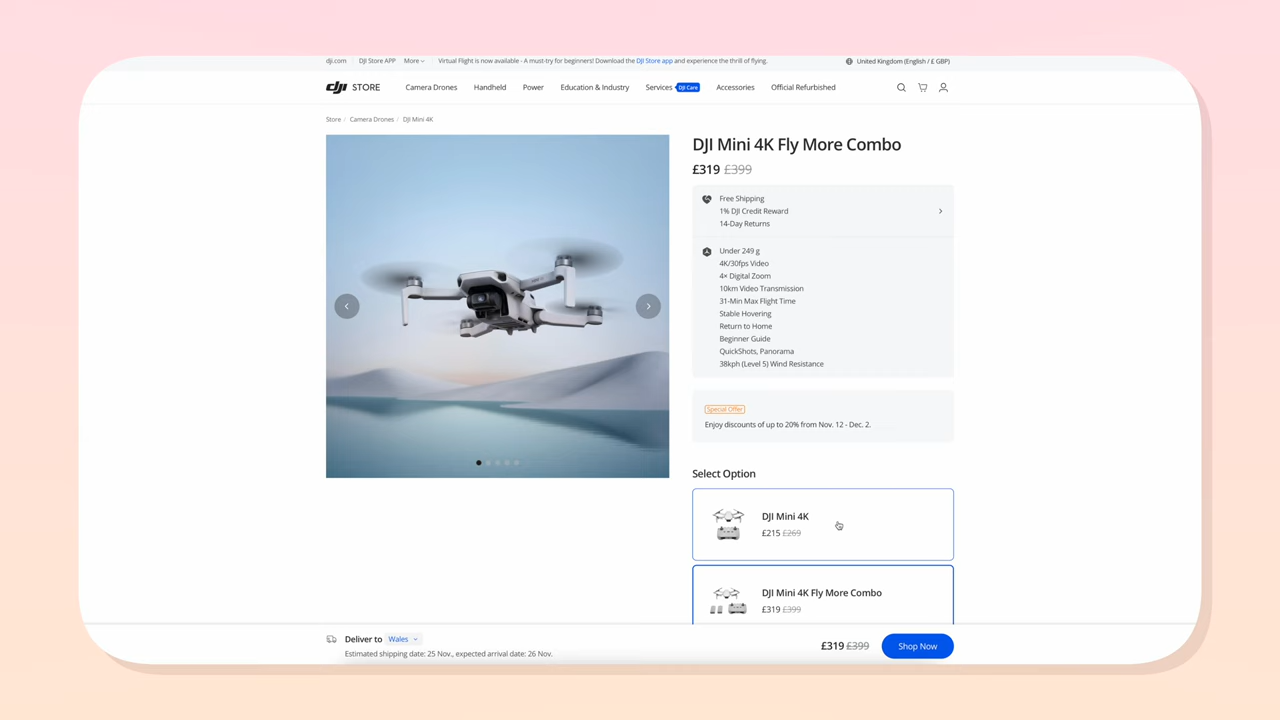 dji.com
DJI Store APP
More
Virtual Flight is now available - A must-try for beginners! Download the DJI Store app and experience the thrill of flying.
United Kingdom (English / £ GBP)
dji STORE
Camera Drones
Handheld
Power
Education & Industry
Services
DJI Care
Accessories
Official Refurbished
Store / Camera Drones / DJI Mini 4K
DJI Mini 4K Fly More Combo
£319 £399
Free Shipping
1% DJI Credit Reward
14-Day Returns
Under 249 g
4K/30fps Video
4× Digital Zoom
10km Video Transmission
31-Min Max Flight Time
Stable Hovering
Return to Home
Beginner Guide
QuickShots, Panorama
38kph (Level 5) Wind Resistance
Special Offer
Enjoy discounts of up to 20% from Nov. 12 - Dec. 2.
Select Option
DJI Mini 4K
£215 £269
DJI Mini 4K Fly More Combo
£319 £399
Deliver to Wales
Estimated shipping date: 25 Nov., expected arrival date: 26 Nov.
£319 £399
Shop Now